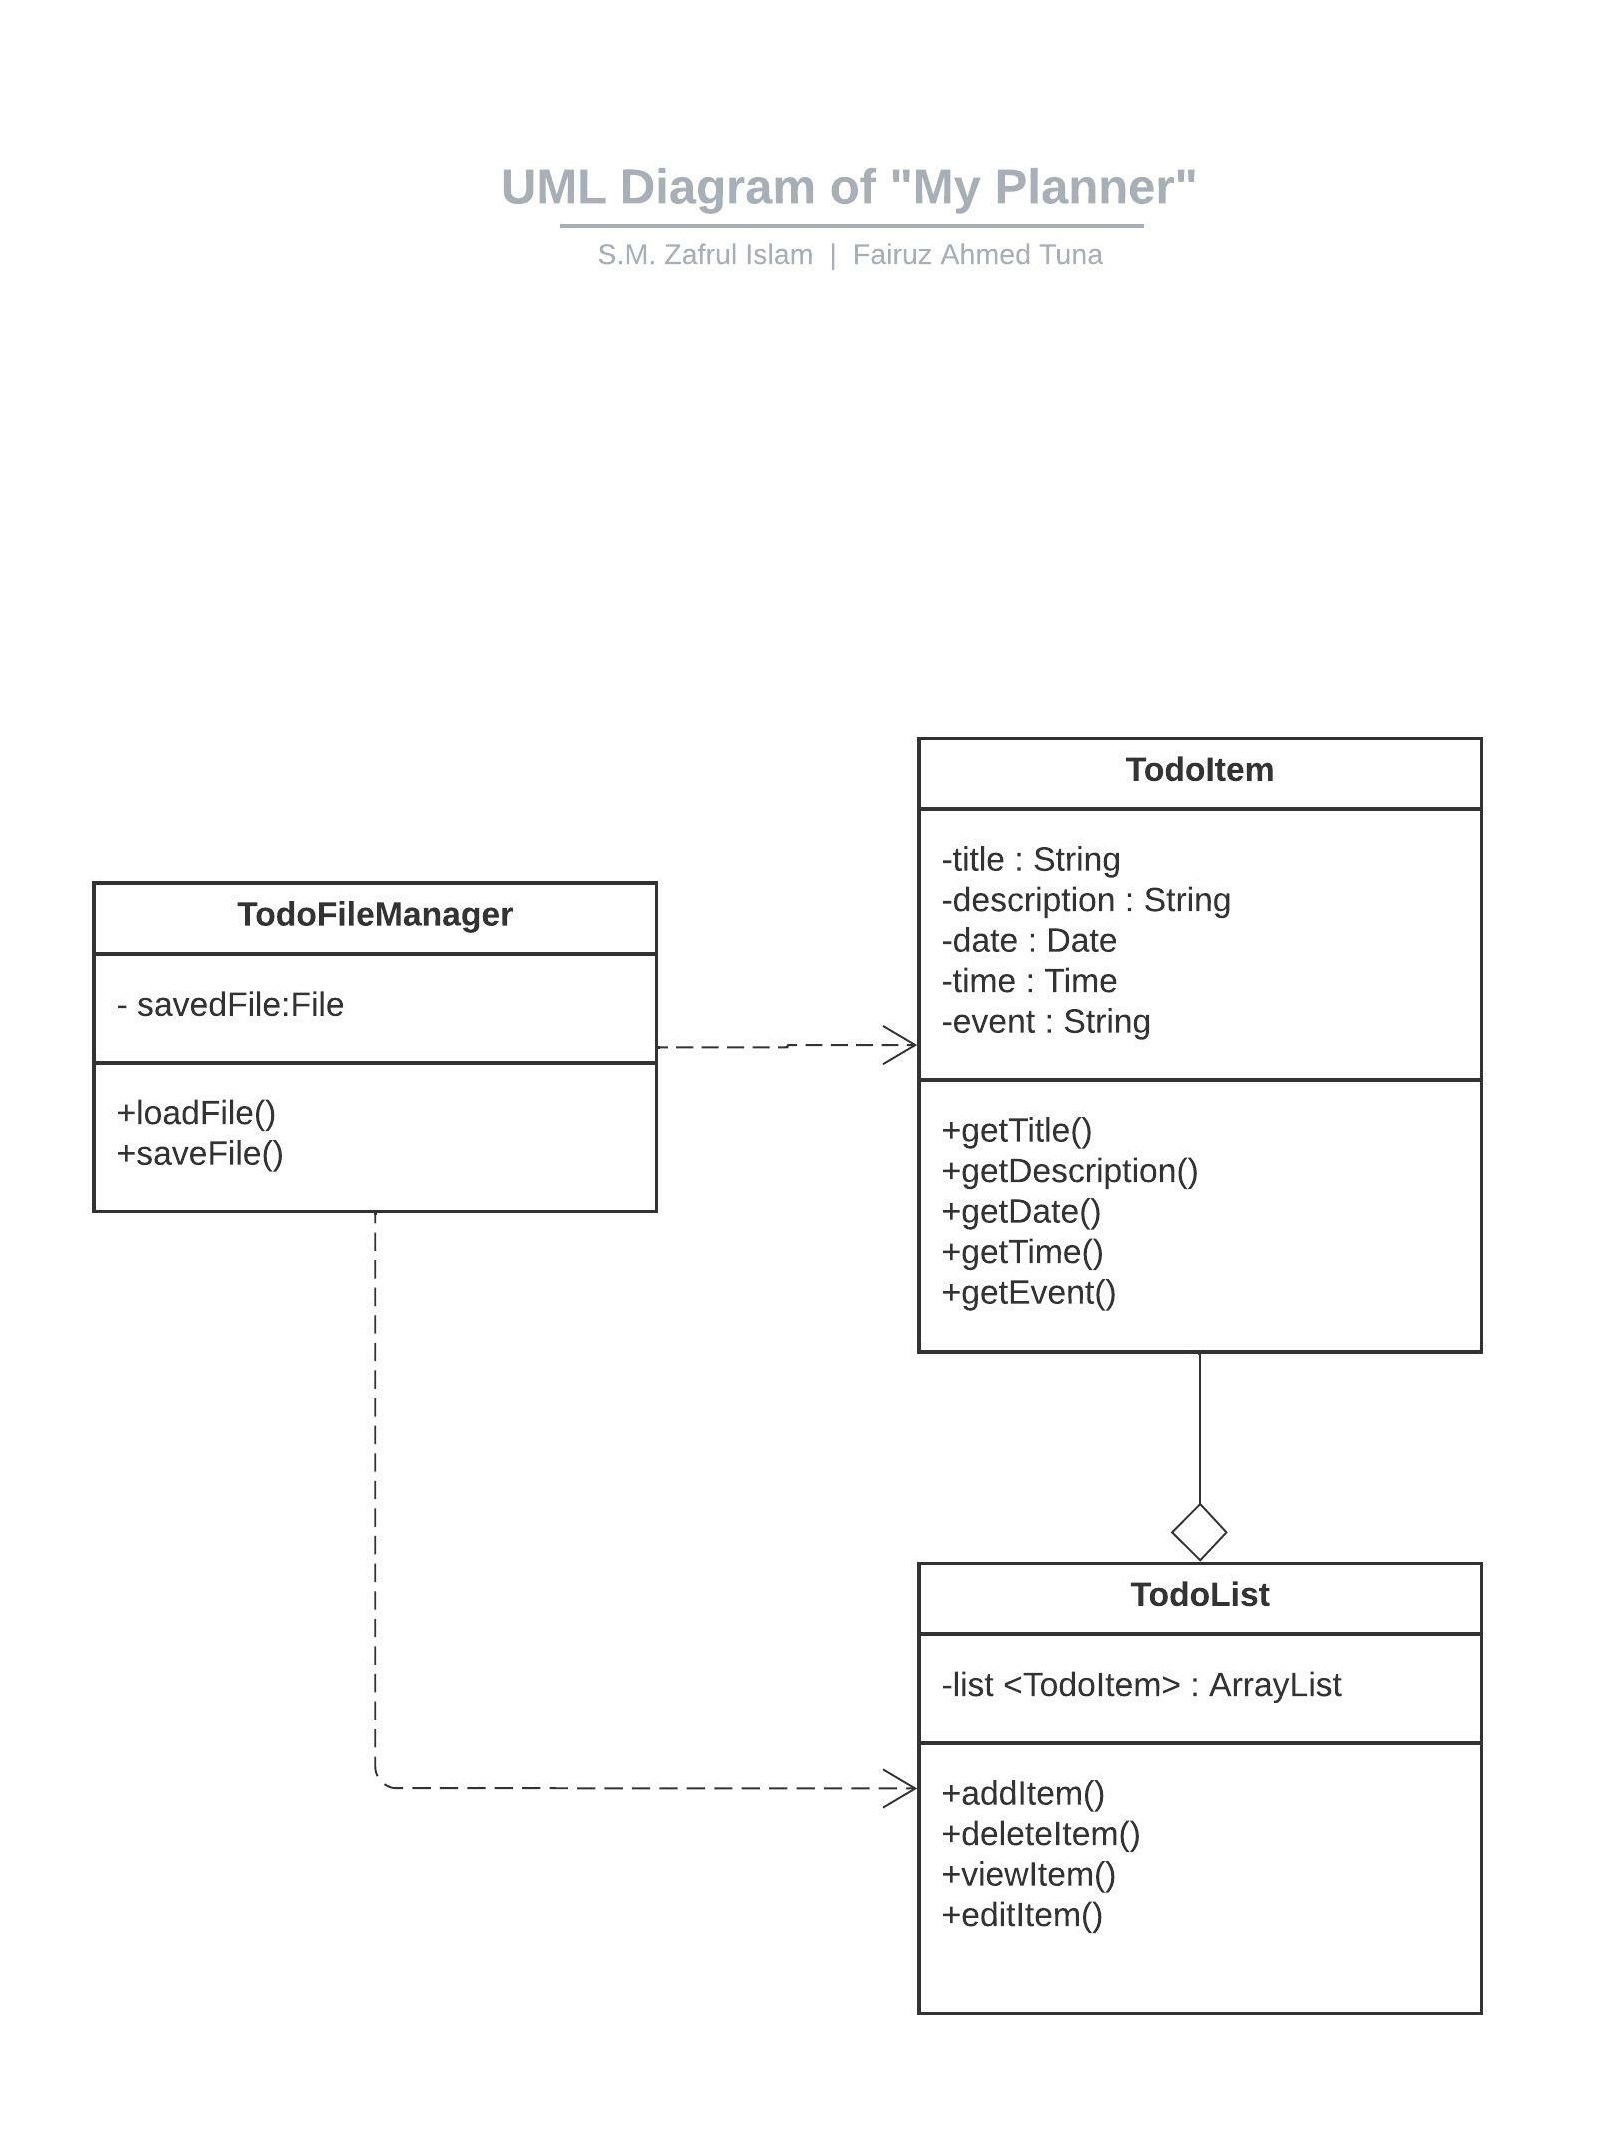 UML Diagram of "My Planner"
S.M. Zafrul Islam | Fairuz Ahmed Tuna
TodoFileManager
- savedFile:File
+loadFile()
+saveFile()
TodoItem
-title : String
-description : String
-date : Date
-time : Time
-event : String
+getTitle()
+getDescription()
+getDate()
+getTime()
+getEvent()
TodoList
-list <TodoItem> : ArrayList
+addItem()
+deleteItem()
+viewItem()
+editItem()